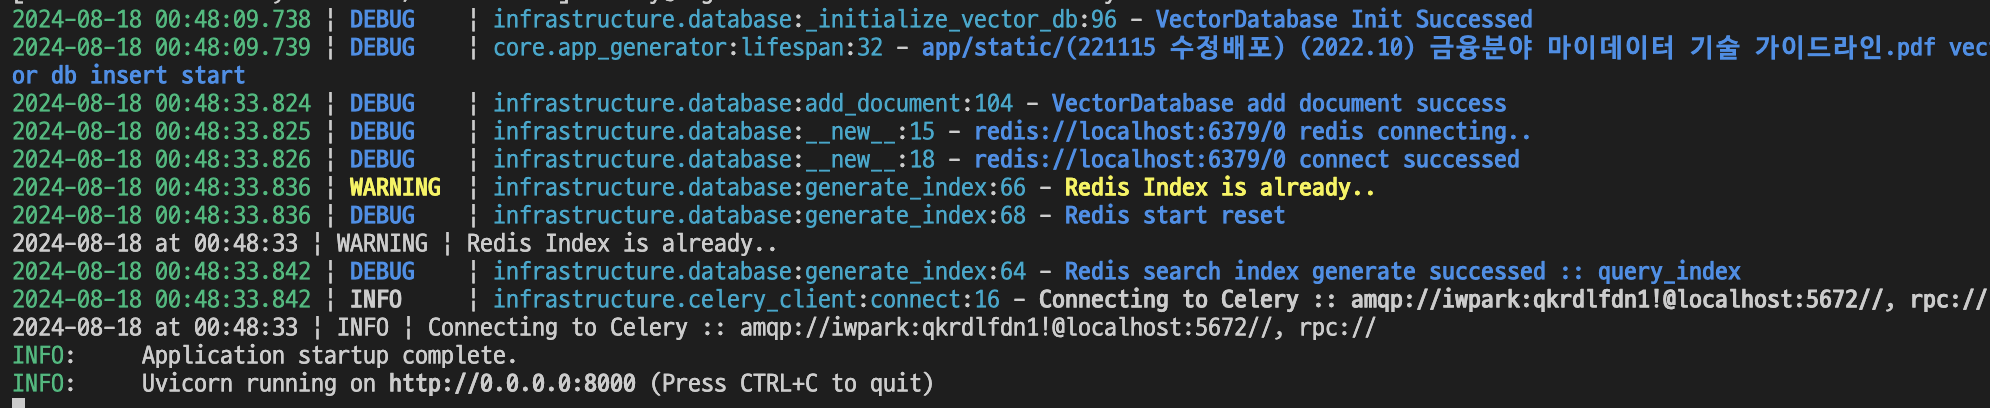 2024-08-18 00:48:09.738 | DEBUG    | infrastructure.database:_initialize_vector_db:96 - VectorDatabase Init Successed
2024-08-18 00:48:09.739 | DEBUG    | core.app_generator:lifespan:32 - app/static/(221115 수정배포) (2022.10) 금융분야 마이데이터 기술 가이드라인.pdf vec
or db insert start
2024-08-18 00:48:33.824 | DEBUG    | infrastructure.database:add_document:104 - VectorDatabase add document success
2024-08-18 00:48:33.825 | DEBUG    | infrastructure.database:__new__:15 - redis://localhost:6379/0 redis connecting..
2024-08-18 00:48:33.826 | DEBUG    | infrastructure.database:__new__:18 - redis://localhost:6379/0 connect successed
2024-08-18 00:48:33.836 | WARNING  | infrastructure.database:generate_index:66 - Redis Index is already..
2024-08-18 00:48:33.836 | DEBUG    | infrastructure.database:generate_index:68 - Redis start reset
2024-08-18 at 00:48:33 | WARNING | Redis Index is already..
2024-08-18 00:48:33.842 | DEBUG    | infrastructure.database:generate_index:64 - Redis search index generate successed :: query_index
2024-08-18 00:48:33.842 | INFO     | infrastructure.celery_client:connect:16 - Connecting to Celery :: amqp://iwpark:qkrdlfdn1!@localhost:5672//, rpc://
2024-08-18 at 00:48:33 | INFO | Connecting to Celery :: amqp://iwpark:qkrdlfdn1!@localhost:5672//, rpc://
INFO:     Application startup complete.
INFO:     Uvicorn running on http://0.0.0.0:8000 (Press CTRL+C to quit)